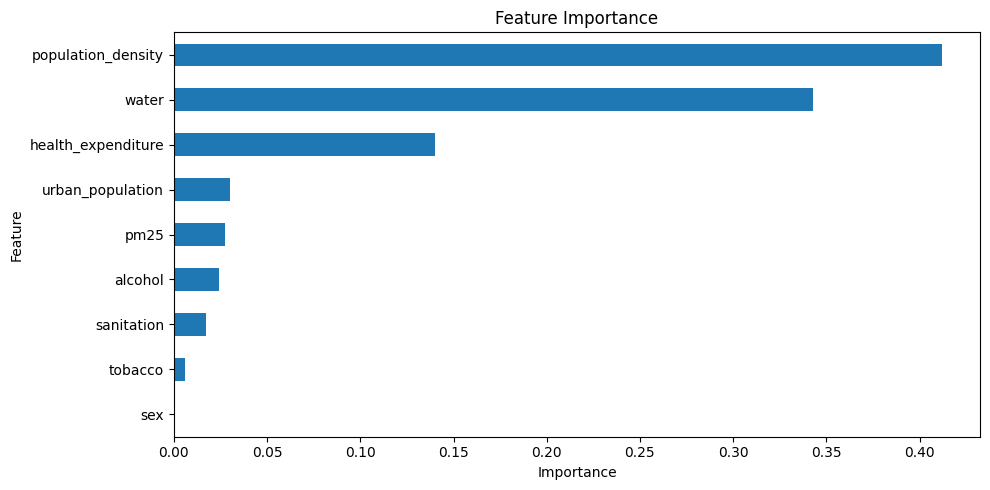 Feature Importance
population_density
water
health_expenditure
urban_population
pm25
alcohol
sanitation
tobacco
sex
Feature
0.00 0.05 0.10 0.15 0.20 0.25 0.30 0.35 0.40
Importance